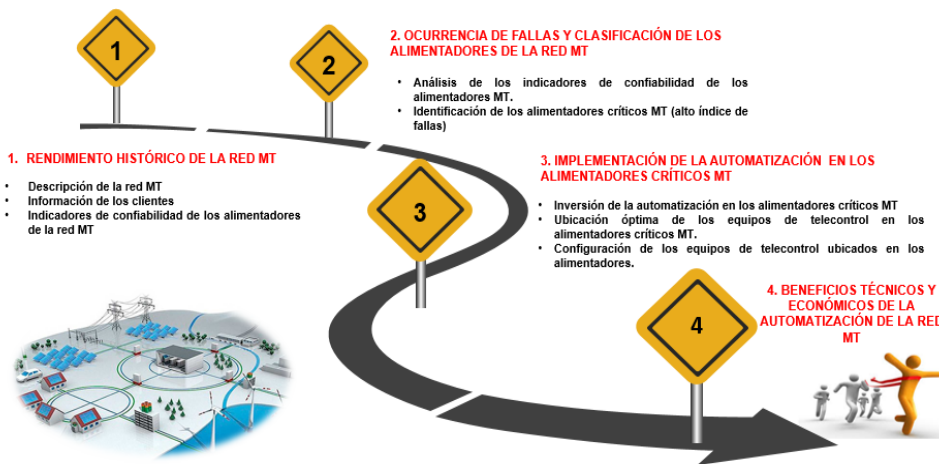 1
1. RENDIMIENTO HISTÓRICO DE LA RED MT
• Descripción de la red MT
• Información de los clientes
• Indicadores de confiabilidad de los alimentadores
de la red MT
2
2. OCURRENCIA DE FALLAS Y CLASIFICACIÓN DE LOS
ALIMENTADORES DE LA RED MT
• Análisis de los indicadores de confiabilidad de los
alimentadores MT.
• Identificación de los alimentadores críticos MT (alto índice de
fallas)
3
3. IMPLEMENTACIÓN DE LA AUTOMATIZACIÓN EN LOS
ALIMENTADORES CRÍTICOS MT
• Inversión de la automatización en los alimentadores críticos MT
• Ubicación óptima de los equipos de telecontrol en los
alimentadores críticos MT.
• Configuración de los equipos de telecontrol ubicados en los
alimentadores.
4
4. BENEFICIOS TÉCNICOS Y
ECONÓMICOS DE LA
AUTOMATIZACIÓN DE LA RED
MT